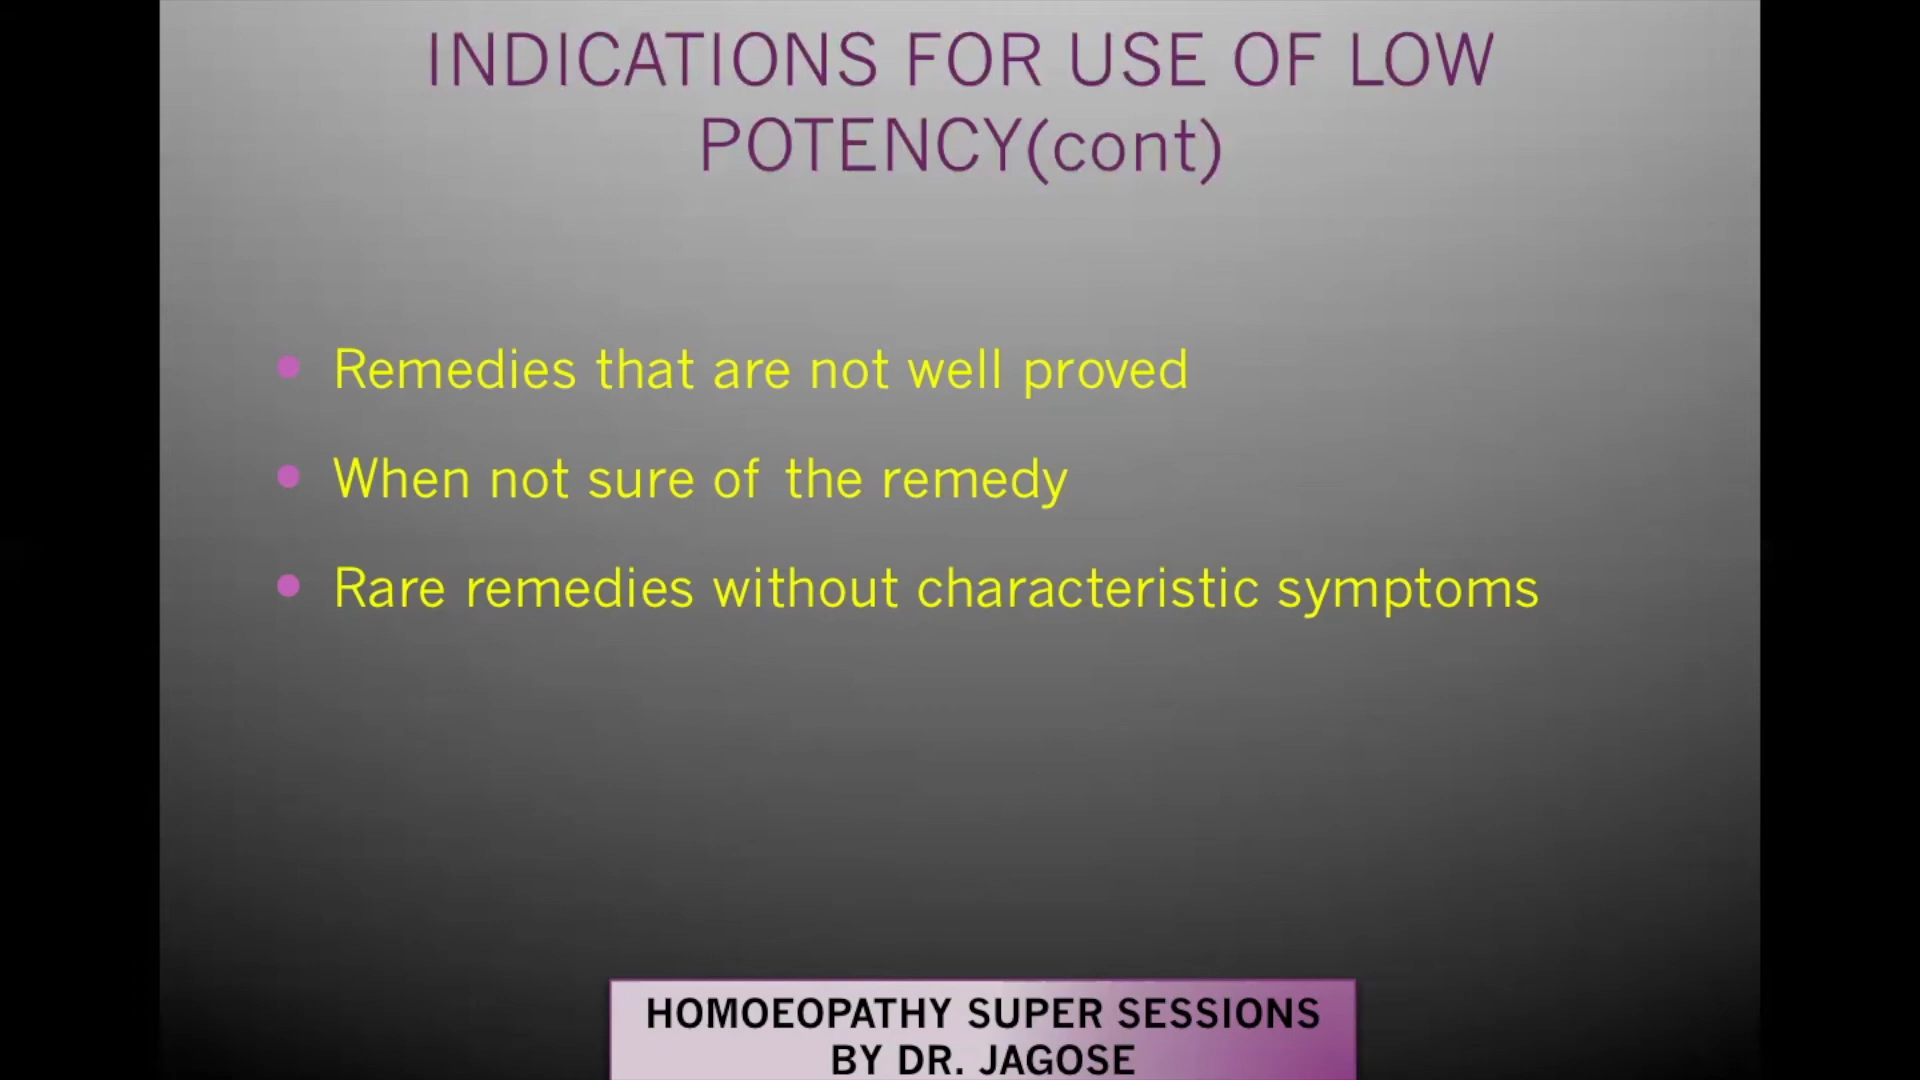 INDICATIONS FOR USE OF LOW
POTENCY(cont)
Remedies that are not well proved
When not sure of the remedy
Rare remedies without characteristic symptoms
HOMOEOPATHY SUPER SESSIONS
BY DR. JAGOSE